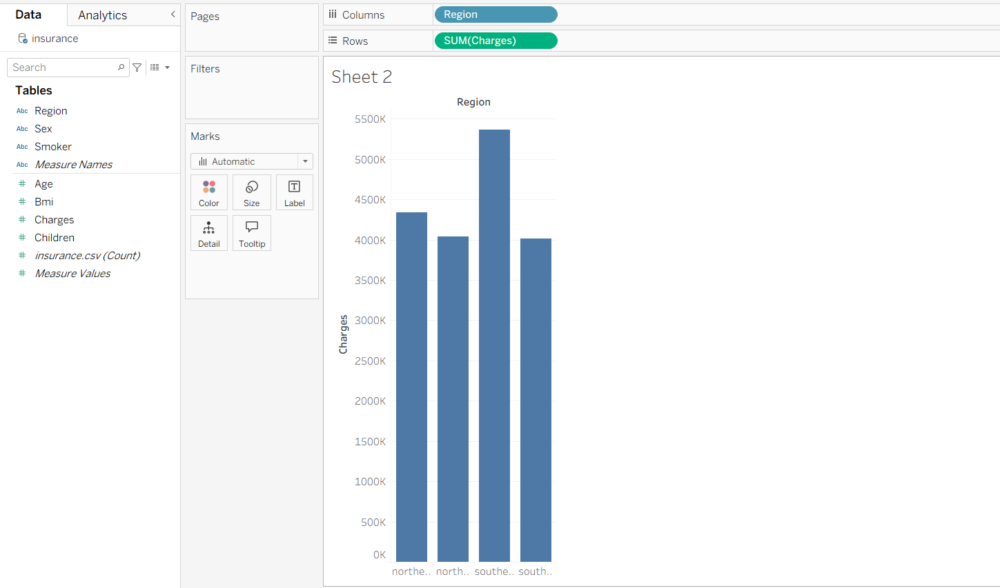 Data
Analytics
insurance
Search
Tables
Abc Region
Abc Sex
Abc Smoker
Abc Measure Names
# Age
# Bmi
# Charges
# Children
# insurance.csv (Count)
# Measure Values
Pages
Filters
Marks
Automatic
Color
Size
Label
Detail
Tooltip
Columns
Region
Rows
SUM(Charges)
Sheet 2
Region
5500K
5000K
4500K
4000K
3500K
3000K
2500K
2000K
1500K
1000K
500K
0K
Charges
northe..
north..
southe..
south..